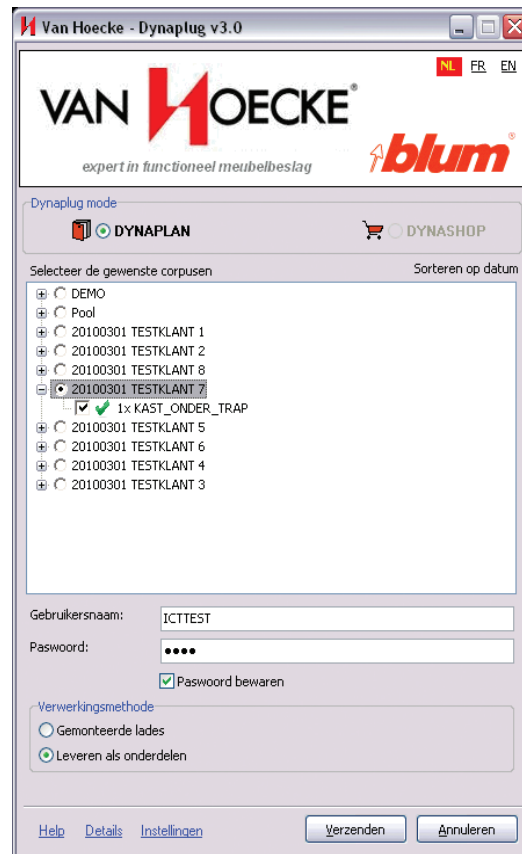 Van Hoecke - Dynaplug v3.0
NL FR EN
VAN HOECKE®
expert in functioneel meubelbeslag
blum®
Dynaplug mode
DYNAPLAN
DYNASHOP
Selecteer de gewenste corpusen
Sorteren op datum
DEMO
Pool
20100301 TESTKLANT 1
20100301 TESTKLANT 2
20100301 TESTKLANT 8
20100301 TESTKLANT 7
1x KAST_ONDER_TRAP
20100301 TESTKLANT 5
20100301 TESTKLANT 6
20100301 TESTKLANT 4
20100301 TESTKLANT 3
Gebruikersnaam:
ICTTEST
Paswoord:
••••
Paswoord bewaren
Verwerkingsmethode
Gemonteerde lades
Leveren als onderdelen
Help Details Instellingen
Verzenden
Annuleren